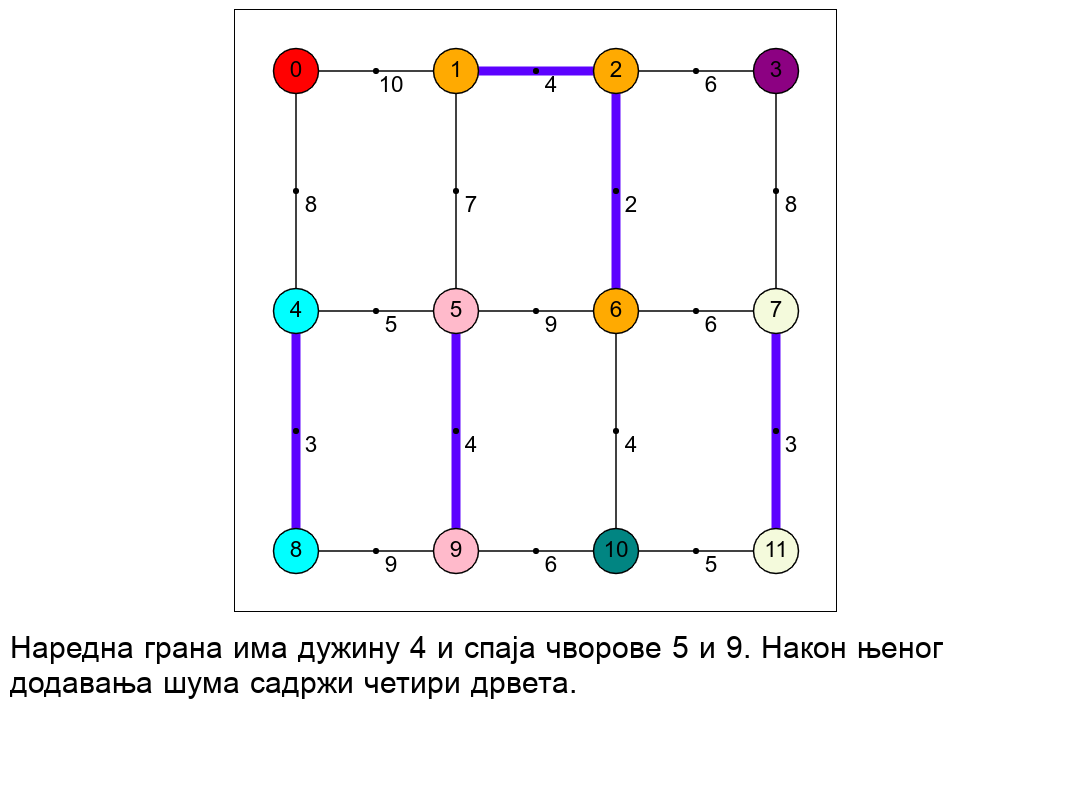 0 1 2 3
10 4 6
8 7 2 8
4 5 6 7
5 9 6
3 4 4 3
8 9 10 11
9 6 5
Наредна грана има дужину 4 и спаја чворове 5 и 9. Након њеног
додавања шума садржи четири дрвета.